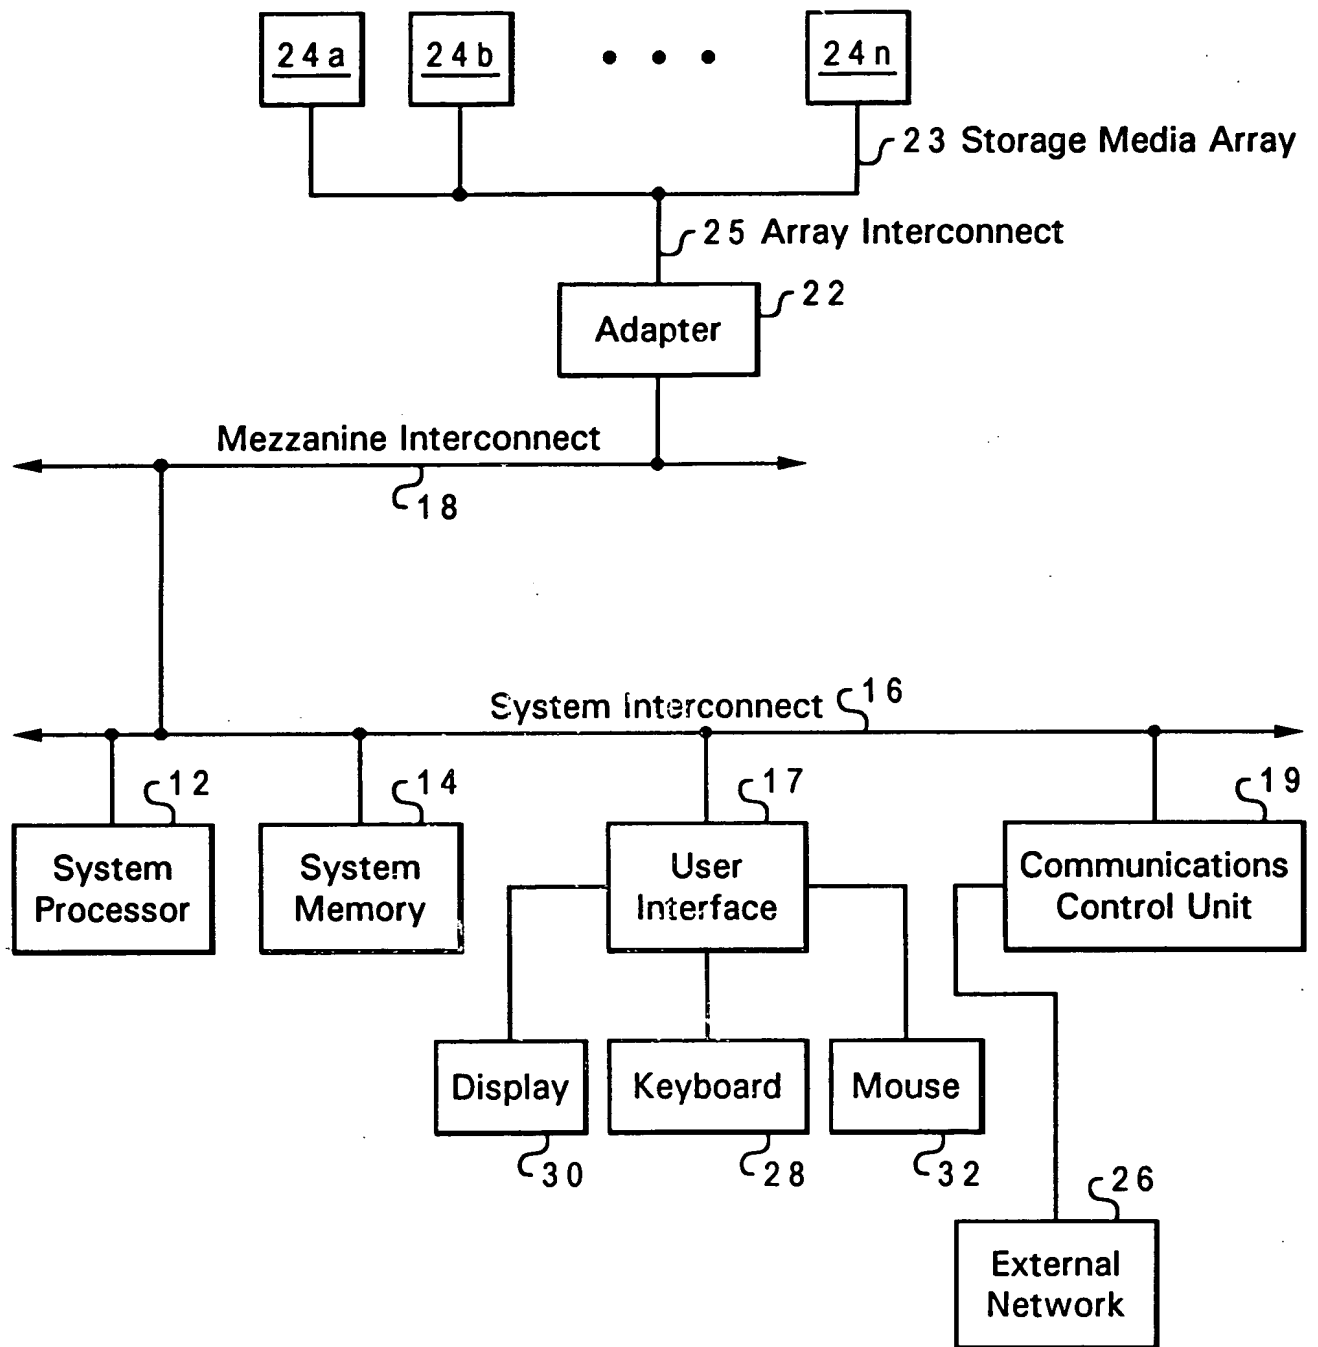 24a 24b • • • 24n
23 Storage Media Array
25 Array Interconnect
22
Adapter
Mezzanine Interconnect
18
System Interconnect 16
12 14 17 19
System
Processor
System
Memory
User
Interface
Communications
Control Unit
Display Keyboard Mouse
30 28 32
26
External
Network